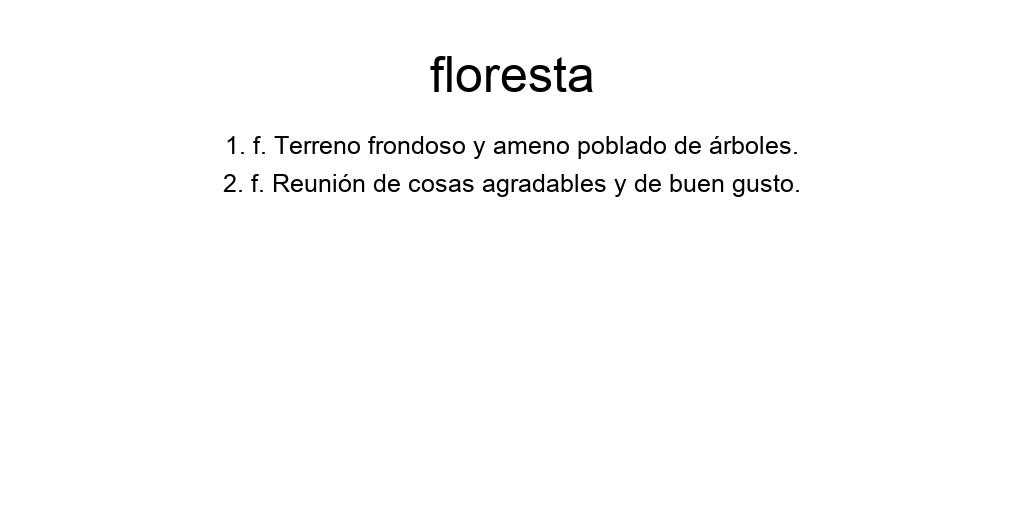 floresta
1. f. Terreno frondoso y ameno poblado de árboles.
2. f. Reunión de cosas agradables y de buen gusto.